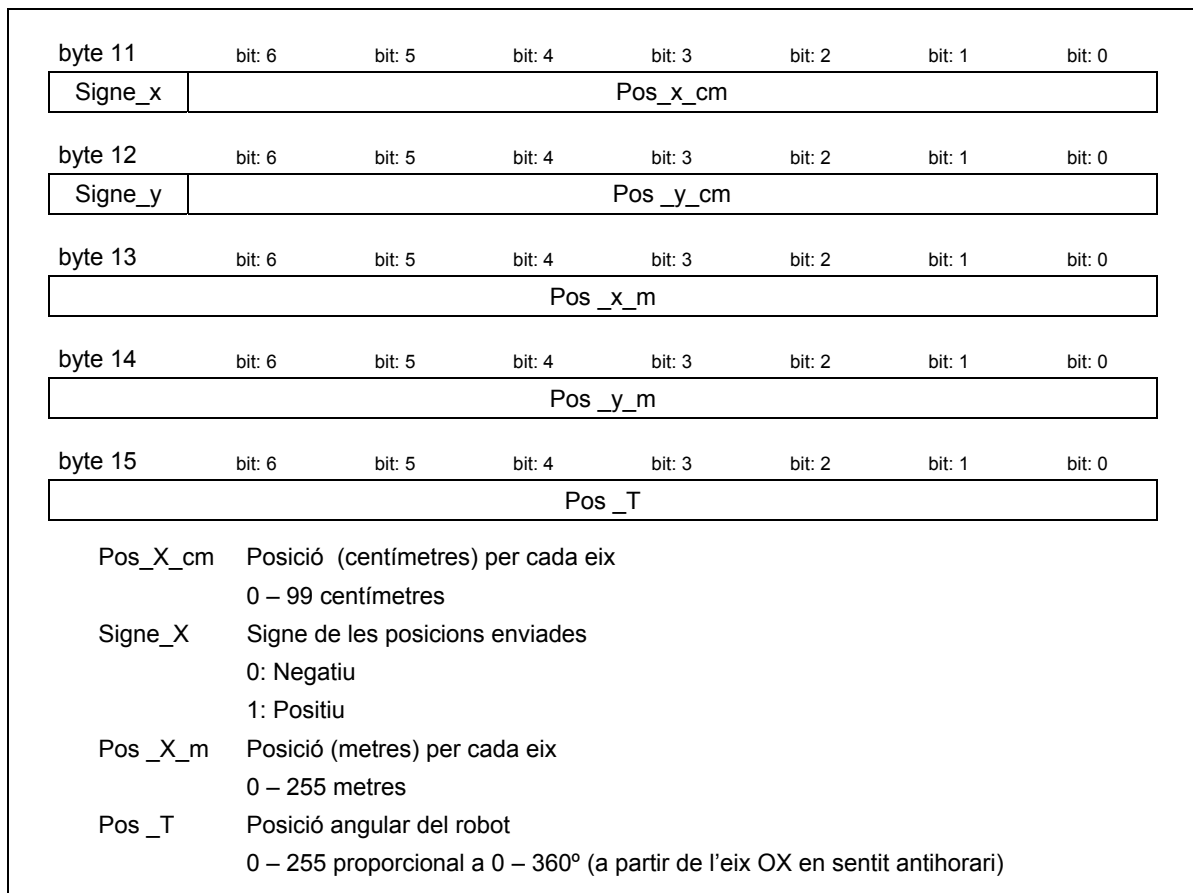 byte 11 bit: 6 bit: 5 bit: 4 bit: 3 bit: 2 bit: 1 bit: 0
Signe_x Pos_x_cm
byte 12 bit: 6 bit: 5 bit: 4 bit: 3 bit: 2 bit: 1 bit: 0
Signe_y Pos _y_cm
byte 13 bit: 6 bit: 5 bit: 4 bit: 3 bit: 2 bit: 1 bit: 0
Pos _x_m
byte 14 bit: 6 bit: 5 bit: 4 bit: 3 bit: 2 bit: 1 bit: 0
Pos _y_m
byte 15 bit: 6 bit: 5 bit: 4 bit: 3 bit: 2 bit: 1 bit: 0
Pos _T
Pos_X_cm Posició (centímetres) per cada eix
0 – 99 centímetres
Signe_X Signe de les posicions enviades
0: Negatiu
1: Positiu
Pos _X_m Posició (metres) per cada eix
0 – 255 metres
Pos _T Posició angular del robot
0 – 255 proporcional a 0 – 360º (a partir de l’eix OX en sentit antihorari)